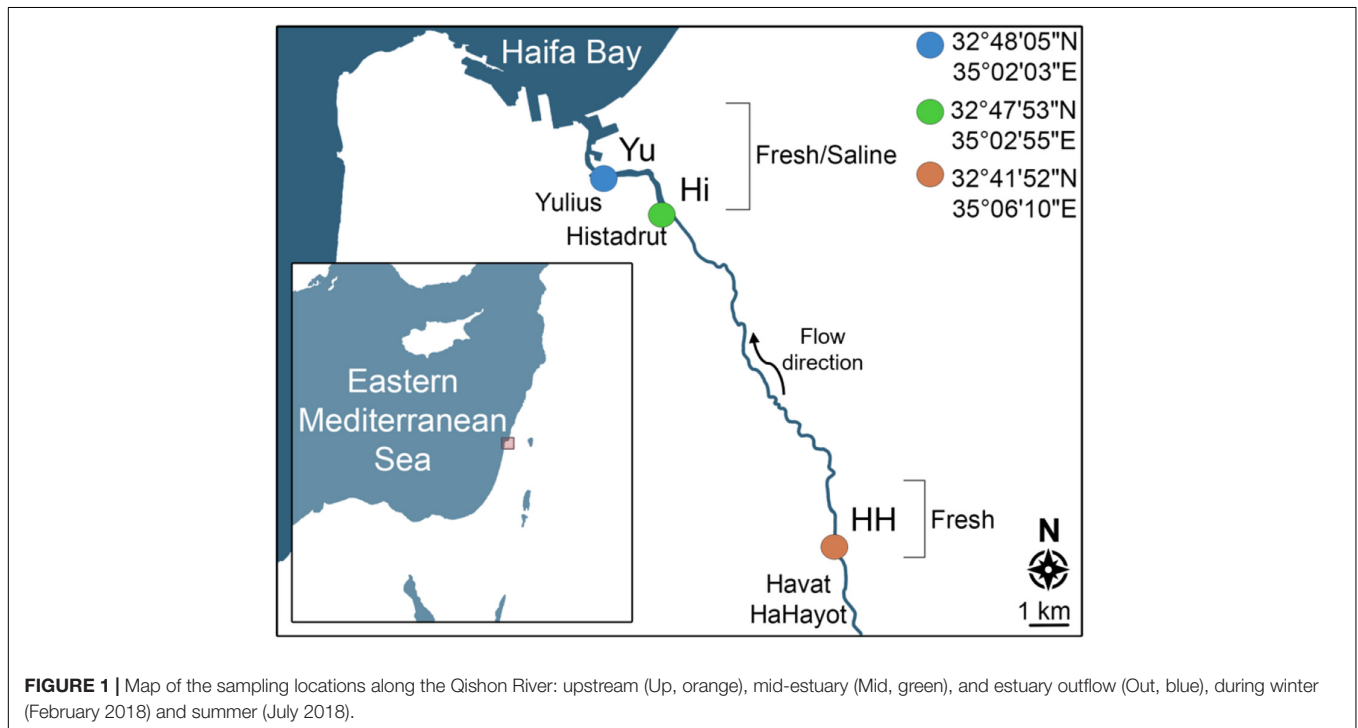 Haifa Bay
32°48'05"N
35°02'03"E
32°47'53"N
35°02'55"E
32°41'52"N
35°06'10"E
Yu
Yulius
Hi
Histadrut
Fresh/Saline
Flow
direction
Eastern
Mediterranean
Sea
HH
Fresh
Havat
HaHayot
N
1 km
FIGURE 1 | Map of the sampling locations along the Qishon River: upstream (Up, orange), mid-estuary (Mid, green), and estuary outflow (Out, blue), during winter
(February 2018) and summer (July 2018).